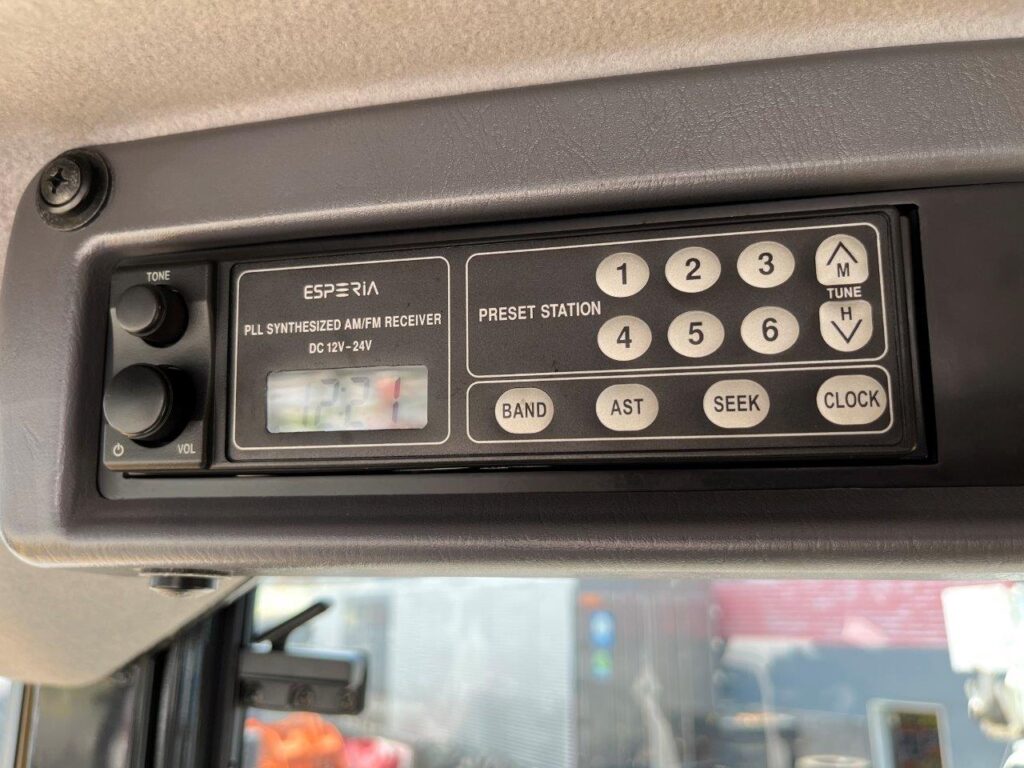 TONE
VOL
ESPERIA
PLL SYNTHESIZED AM/FM RECEIVER
DC 12V-24V
12:21
PRESET STATION
1 2 3
4 5 6
M
TUNE
H
BAND AST SEEK CLOCK